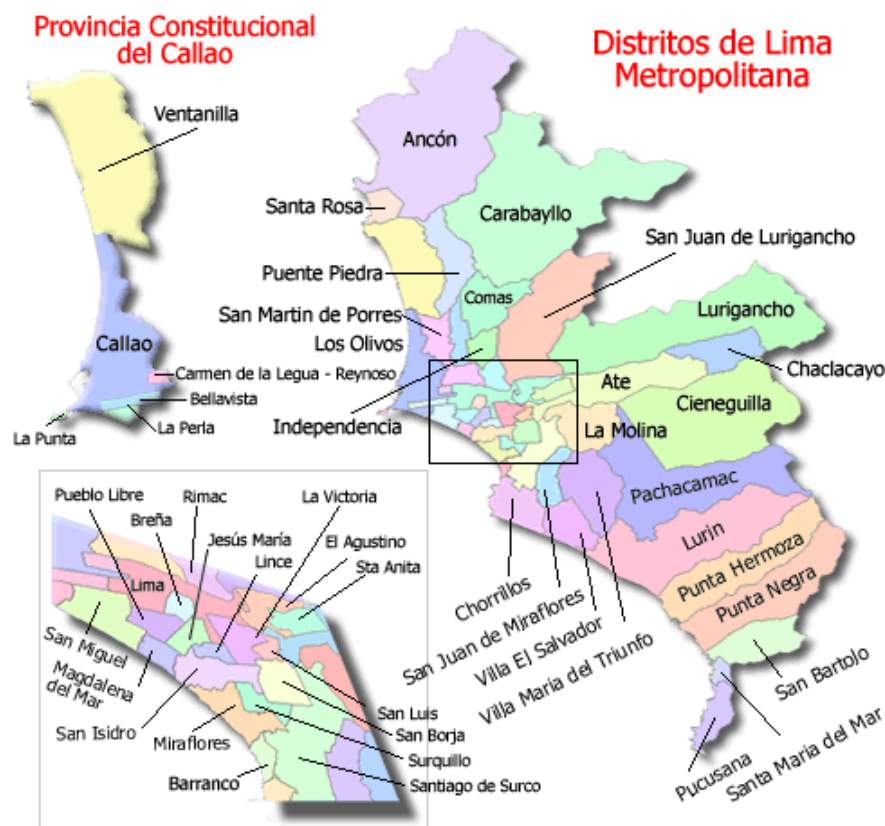 Provincia Constitucional
del Callao
Distritos de Lima
Metropolitana
Ventanilla
Ancón
Santa Rosa
Carabayllo
San Juan de Lurigancho
Puente Piedra
Comas
San Martin de Porres
Lurigancho
Los Olivos
Callao
Chaclacayo
Carmen de la Legua - Reynoso
Ate
Bellavista
Cieneguilla
La Perla
La Punta
Independencia
La Molina
Pachacamac
Lurin
Punta Hermoza
Punta Negra
Chorrillos
San Juan de Miraflores
Villa El Salvador
Villa Maria del Triunfo
San Bartolo
Santa Maria del Mar
Pucusana
Pueblo Libre
Rimac
La Victoria
Breña
Jesús María
El Agustino
Lince
Sta Anita
Lima
San Miguel
Magdalena
del Mar
San Isidro
Miraflores
Barranco
San Luis
San Borja
Surquillo
Santiago de Surco